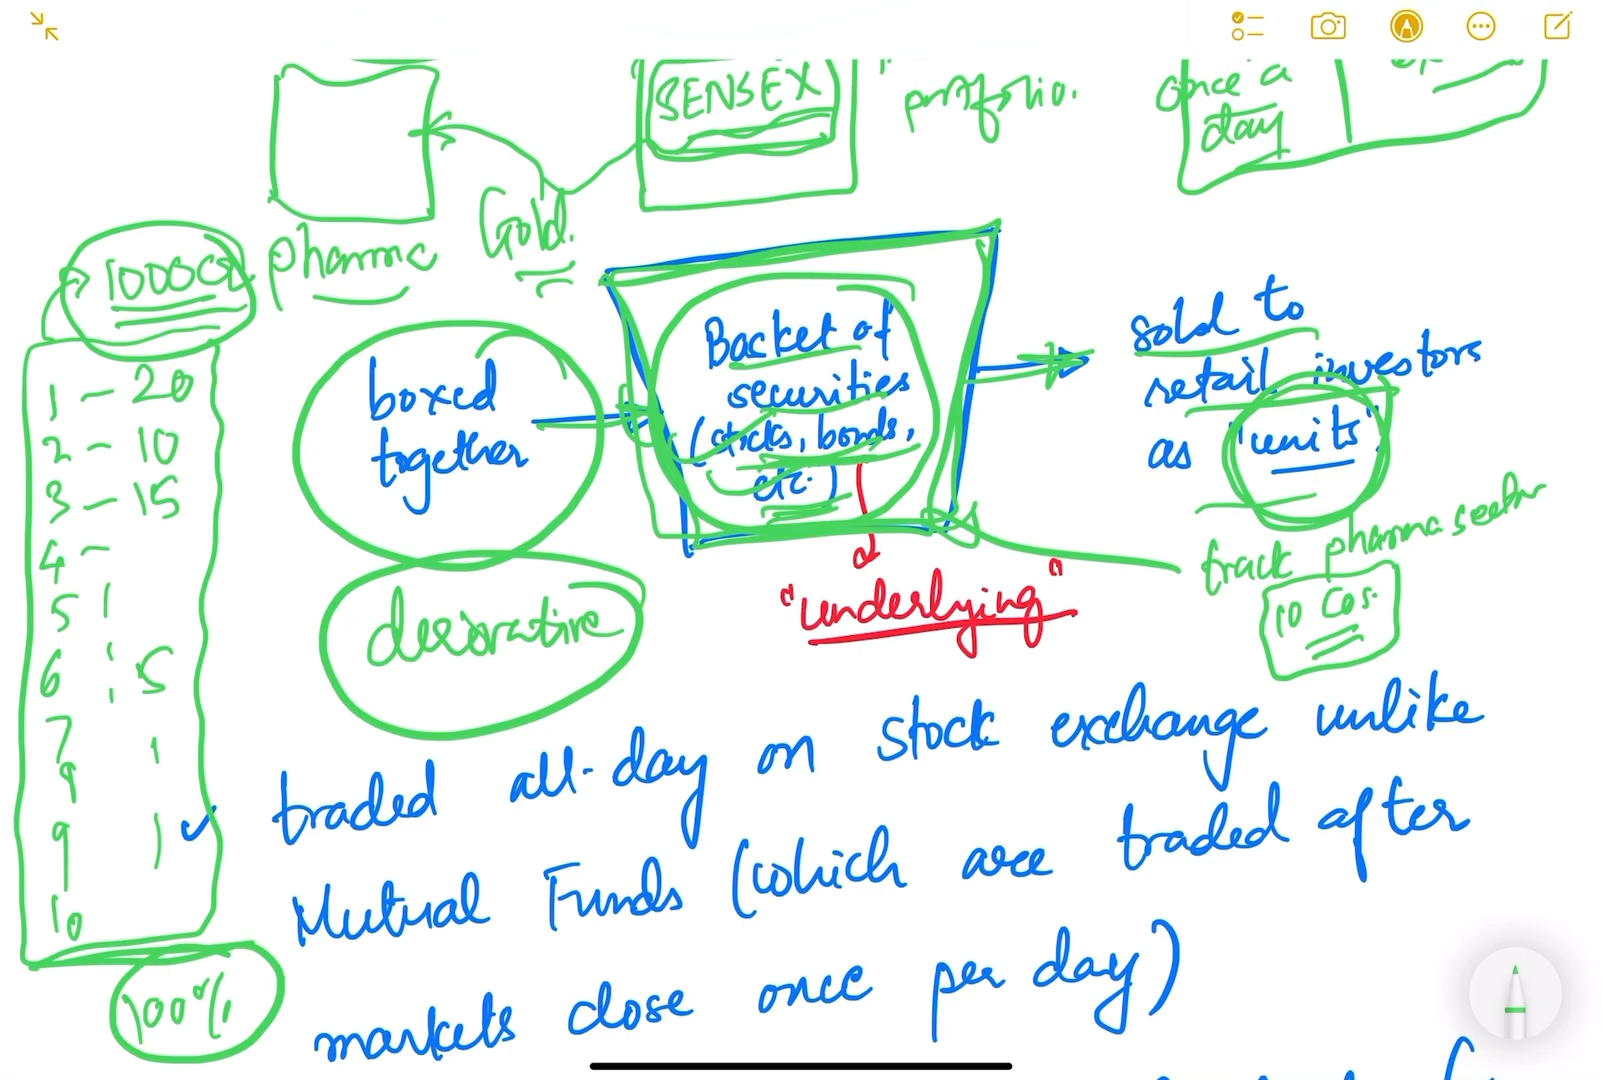 SENSEX
portfolio.
once a
day
Gold.
pharma
100000
1 - 20
2 - 10
3 - 15
4 -
5
6 5
7
9
9
10
100%
boxed
together
Backet of
securities
(stocks, bonds,
etc.)
sold to
retail investors
as "units"
track pharma sector
10 Cos.
"underlying"
derivative
traded all-day on stock exchange unlike
Mutual Funds (which are traded after
markets close once per day)